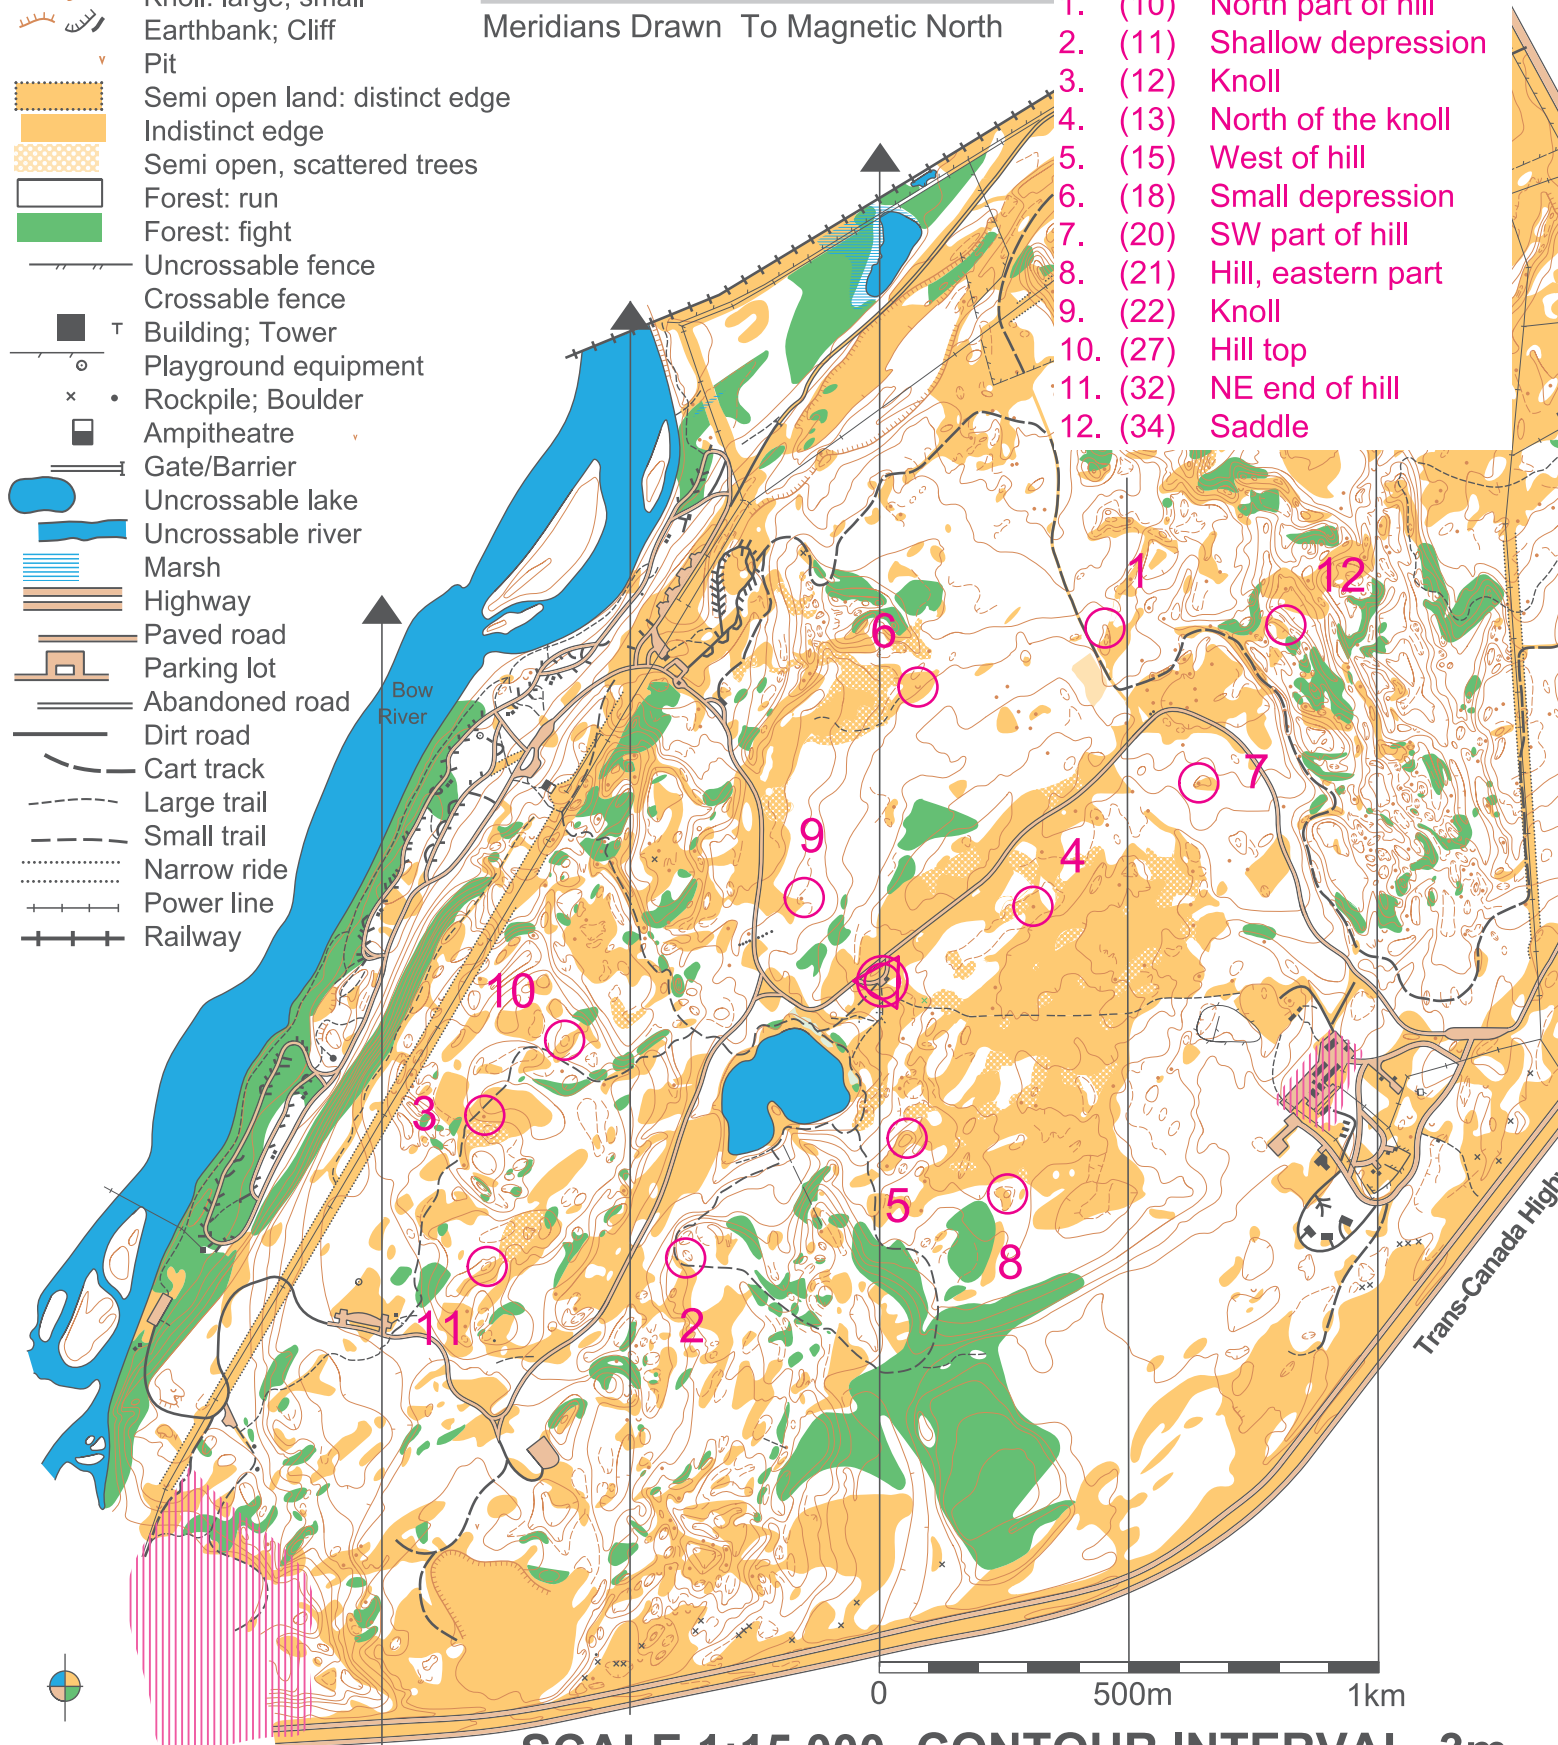 Knoll: large; small
Earthbank; Cliff
Pit
Semi open land: distinct edge
Indistinct edge
Semi open, scattered trees
Forest: run
Forest: fight
Uncrossable fence
Crossable fence
Building; Tower
Playground equipment
Rockpile; Boulder
Ampitheatre
Gate/Barrier
Uncrossable lake
Uncrossable river
Marsh
Highway
Paved road
Parking lot
Abandoned road
Dirt road
Cart track
Large trail
Small trail
Narrow ride
Power line
Railway
Meridians Drawn To Magnetic North
1. (10) North part of hill
2. (11) Shallow depression
3. (12) Knoll
4. (13) North of the knoll
5. (15) West of hill
6. (18) Small depression
7. (20) SW part of hill
8. (21) Hill, eastern part
9. (22) Knoll
10. (27) Hill top
11. (32) NE end of hill
12. (34) Saddle
1
12
6
Bow
River
7
9
4
10
3
5
8
11
2
Trans-Canada High
0 500m 1km
SCALE 1:15 000 CONTOUR INTERVAL 3m